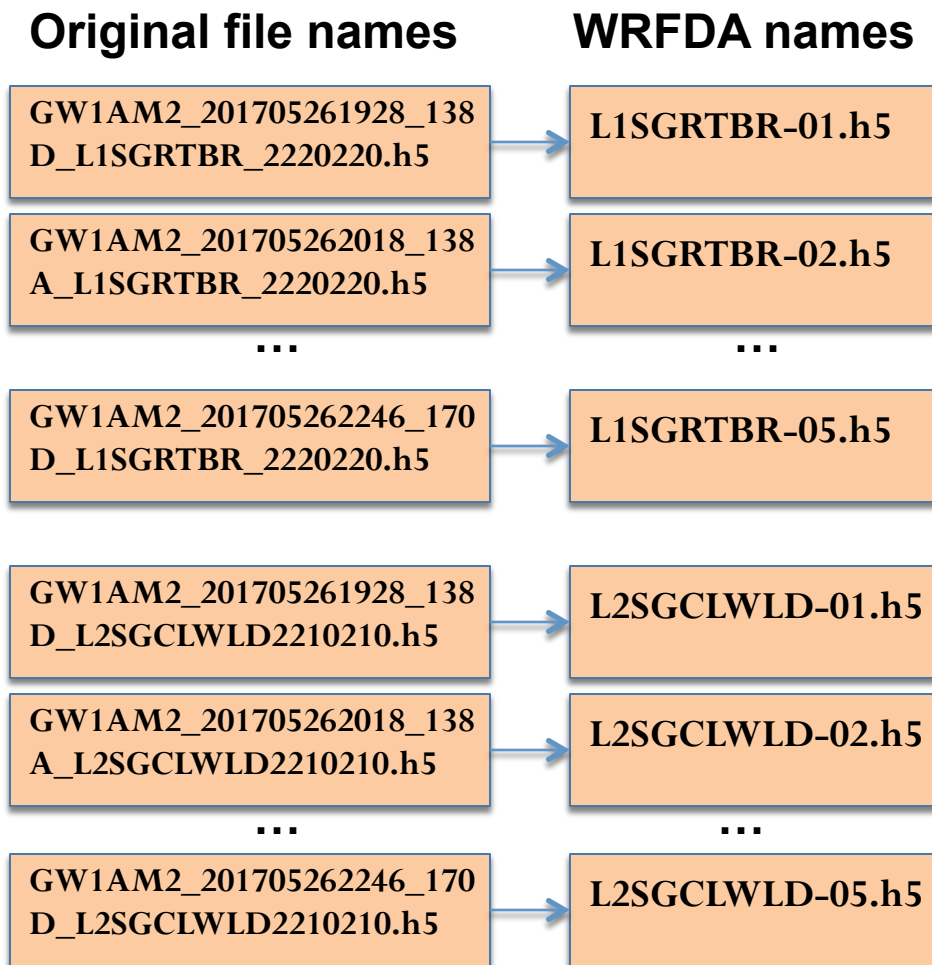 Original file names
WRFDA names
GW1AM2_201705261928_138
D_L1SGRTBR_2220220.h5
L1SGRTBR-01.h5
GW1AM2_201705262018_138
A_L1SGRTBR_2220220.h5
L1SGRTBR-02.h5
...
...
GW1AM2_201705262246_170
D_L1SGRTBR_2220220.h5
L1SGRTBR-05.h5
GW1AM2_201705261928_138
D_L2SGCLWLD2210210.h5
L2SGCLWLD-01.h5
GW1AM2_201705262018_138
A_L2SGCLWLD2210210.h5
L2SGCLWLD-02.h5
...
...
GW1AM2_201705262246_170
D_L2SGCLWLD2210210.h5
L2SGCLWLD-05.h5